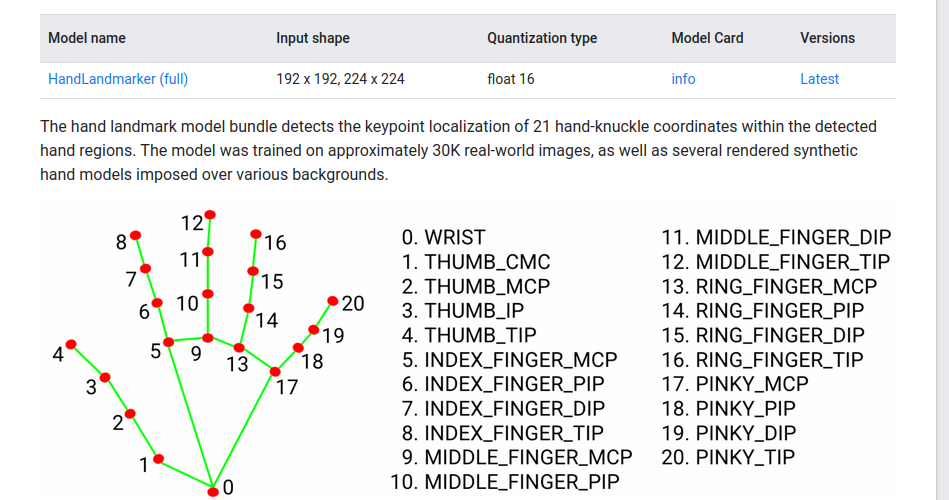 Model name Input shape Quantization type Model Card Versions
HandLandmarker (full) 192 x 192, 224 x 224 float 16 info Latest
The hand landmark model bundle detects the keypoint localization of 21 hand-knuckle coordinates within the detected
hand regions. The model was trained on approximately 30K real-world images, as well as several rendered synthetic
hand models imposed over various backgrounds.
12
8
16
11
7
15
10
20
6
14
19
4
5
9
13
18
3
17
2
1
0
0. WRIST
1. THUMB_CMC
2. THUMB_MCP
3. THUMB_IP
4. THUMB_TIP
5. INDEX_FINGER_MCP
6. INDEX_FINGER_PIP
7. INDEX_FINGER_DIP
8. INDEX_FINGER_TIP
9. MIDDLE_FINGER_MCP
10. MIDDLE_FINGER_PIP
11. MIDDLE_FINGER_DIP
12. MIDDLE_FINGER_TIP
13. RING_FINGER_MCP
14. RING_FINGER_PIP
15. RING_FINGER_DIP
16. RING_FINGER_TIP
17. PINKY_MCP
18. PINKY_PIP
19. PINKY_DIP
20. PINKY_TIP